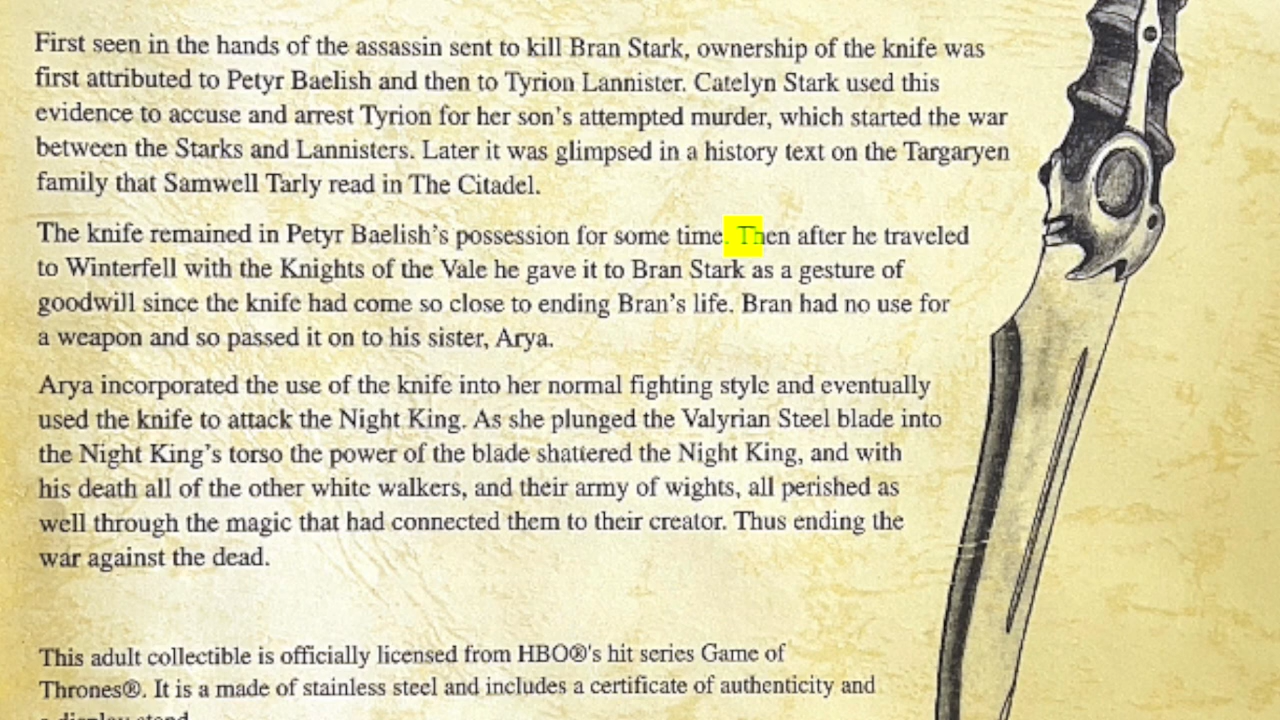 First seen in the hands of the assassin sent to kill Bran Stark, ownership of the knife was
first attributed to Petyr Baelish and then to Tyrion Lannister. Catelyn Stark used this
evidence to accuse and arrest Tyrion for her son's attempted murder, which started the war
between the Starks and Lannisters. Later it was glimpsed in a history text on the Targaryen
family that Samwell Tarly read in The Citadel.
The knife remained in Petyr Baelish's possession for some time. Then after he traveled
to Winterfell with the Knights of the Vale he gave it to Bran Stark as a gesture of
goodwill since the knife had come so close to ending Bran's life. Bran had no use for
a weapon and so passed it on to his sister, Arya.
Arya incorporated the use of the knife into her normal fighting style and eventually
used the knife to attack the Night King. As she plunged the Valyrian Steel blade into
the Night King's torso the power of the blade shattered the Night King, and with
his death all of the other white walkers, and their army of wights, all perished as
well through the magic that had connected them to their creator. Thus ending the
war against the dead.
This adult collectible is officially licensed from HBO®'s hit series Game of
Thrones®. It is a made of stainless steel and includes a certificate of authenticity and
a display stand